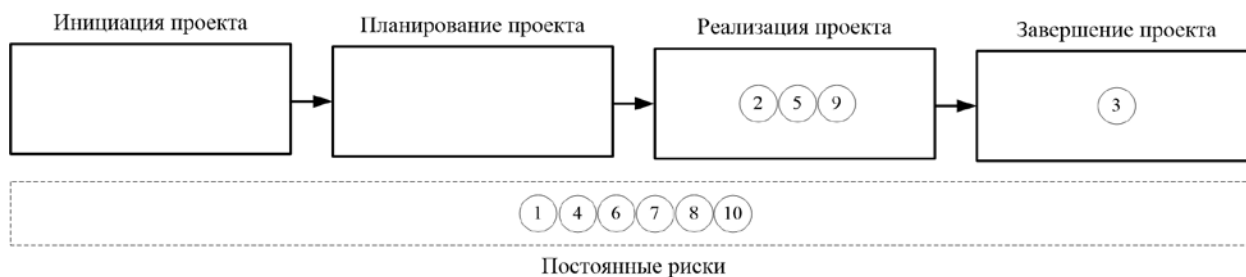 Инициация проекта
Планирование проекта
Реализация проекта
Завершение проекта
2 5 9
3
1 4 6 7 8 10
Постоянные риски